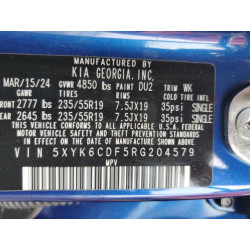 MANUFACTURED BY
KIA GEORGIA, INC.
MAR/15/24 GVWR 4850 lbs PAINT DU2 TRIM WK
COLD TIRE INFL
FRONT 2777 lbs 235/55R19 7.5JX19 35psi SINGLE
REAR 2645 lbs 235/55R19 7.5JX19 35psi SINGLE
THIS VEHICLE CONFORMS TO ALL APPLICABLE FEDERAL MOTOR VEHICLE
SAFETY, BUMPER, AND THEFT PREVENTION STANDARDS
IN EFFECT ON THE DATE OF MANUFACTURE SHOWN ABOVE
VIN 5XYK6CDF5RG204579
MPV